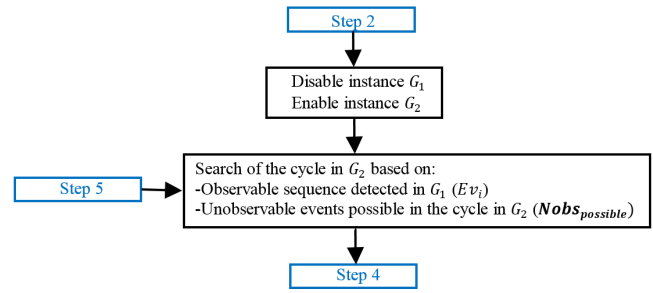 Step 2
Disable instance G₁
Enable instance G₂
Search of the cycle in G₂ based on:
-Observable sequence detected in G₁ (Evᵢ)
-Unobservable events possible in the cycle in G₂ (Nobs_possible)
Step 5
Step 4